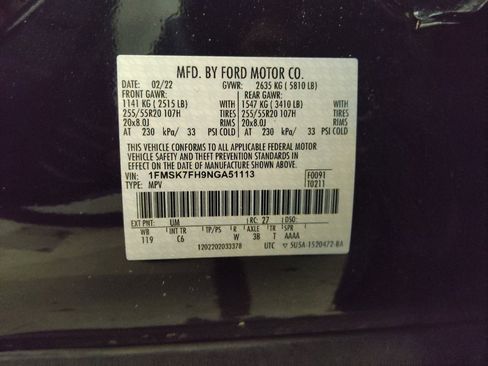 MFD. BY FORD MOTOR CO.
DATE: 02/22 GVWR: 2635 KG ( 5810 LB)
FRONT GAWR: REAR GAWR:
1141 KG ( 2515 LB) WITH 1547 KG ( 3410 LB) WITH
255/55R20 107H TIRES 255/55R20 107H TIRES
20x8.0J RIMS 20x8.0J RIMS
AT 230 kPa/ 33 PSI COLD AT 230 kPa/ 33 PSI COLD
THIS VEHICLE CONFORMS TO ALL APPLICABLE FEDERAL MOTOR
VEHICLE SAFETY AND THEFT PREVENTION STANDARDS IN
EFFECT ON THE DATE OF MANUFACTURE SHOWN ABOVE.
VIN: 1FMSK7FH9NGA51113 F0091
TYPE: MPV T0211
EXT PNT: UM RC: 27 DSO:
WB INT TR TP/PS R AXLE TR SPR
119 C6 W 3B T AAAA
1202202033378 UTC 5U5A-1520472-BA